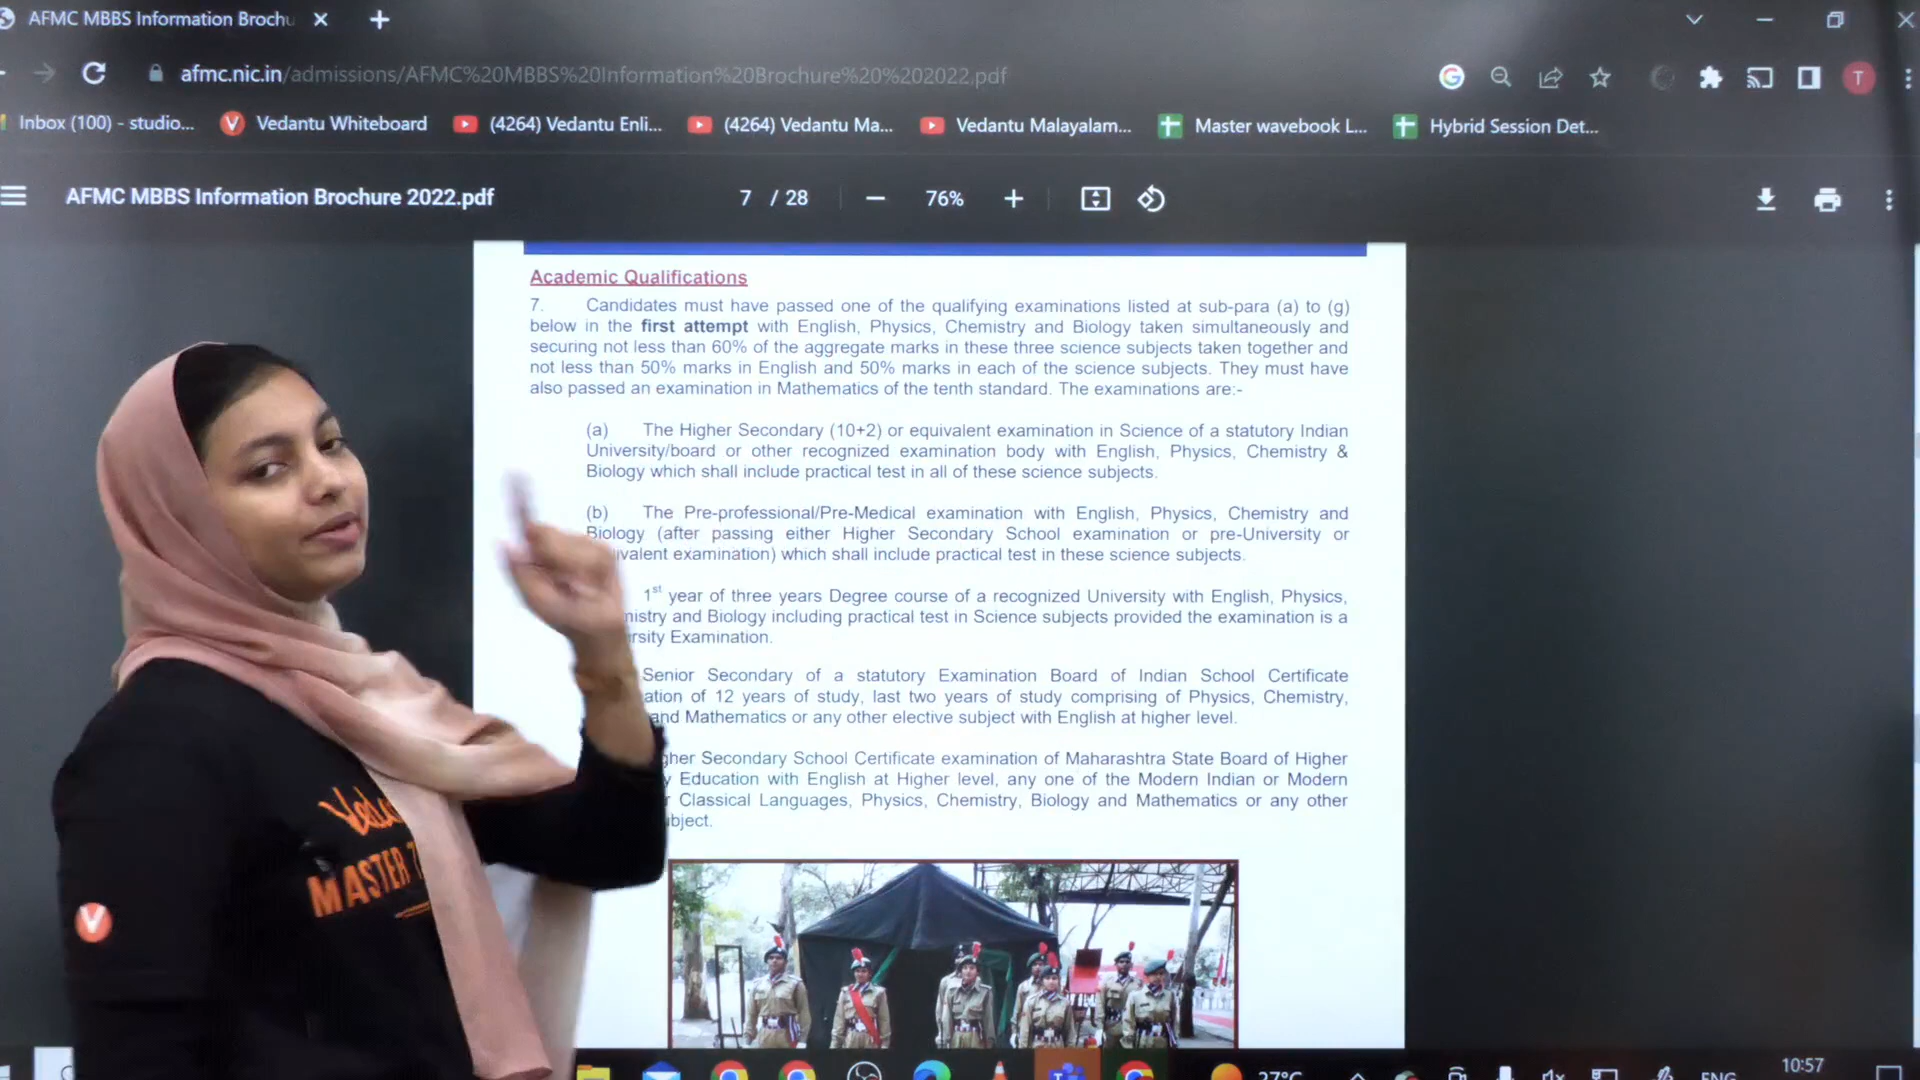 AFMC MBBS Information Brochu
afmc.nic.in/admissions/AFMC%20MBBS%20Information%20Brochure%20%202022.pdf
T
Inbox (100) - studio... Vedantu Whiteboard (4264) Vedantu Enli... (4264) Vedantu Ma... Vedantu Malayalam... Master wavebook L... Hybrid Session Det...
AFMC MBBS Information Brochure 2022.pdf 7 / 28 — 76% +
Academic Qualifications
7. Candidates must have passed one of the qualifying examinations listed at sub-para (a) to (g)
below in the first attempt with English, Physics, Chemistry and Biology taken simultaneously and
securing not less than 60% of the aggregate marks in these three science subjects taken together and
not less than 50% marks in English and 50% marks in each of the science subjects. They must have
also passed an examination in Mathematics of the tenth standard. The examinations are:-
(a) The Higher Secondary (10+2) or equivalent examination in Science of a statutory Indian
University/board or other recognized examination body with English, Physics, Chemistry &
Biology which shall include practical test in all of these science subjects.
(b) The Pre-professional/Pre-Medical examination with English, Physics, Chemistry and
Biology (after passing either Higher Secondary School examination or pre-University or
ivalent examination) which shall include practical test in these science subjects.
1st year of three years Degree course of a recognized University with English, Physics,
mistry and Biology including practical test in Science subjects provided the examination is a
rsity Examination.
Senior Secondary of a statutory Examination Board of Indian School Certificate
ation of 12 years of study, last two years of study comprising of Physics, Chemistry,
and Mathematics or any other elective subject with English at higher level.
gher Secondary School Certificate examination of Maharashtra State Board of Higher
y Education with English at Higher level, any one of the Modern Indian or Modern
r Classical Languages, Physics, Chemistry, Biology and Mathematics or any other
ubject.
MASTER T
V
27°C ENG 10:57